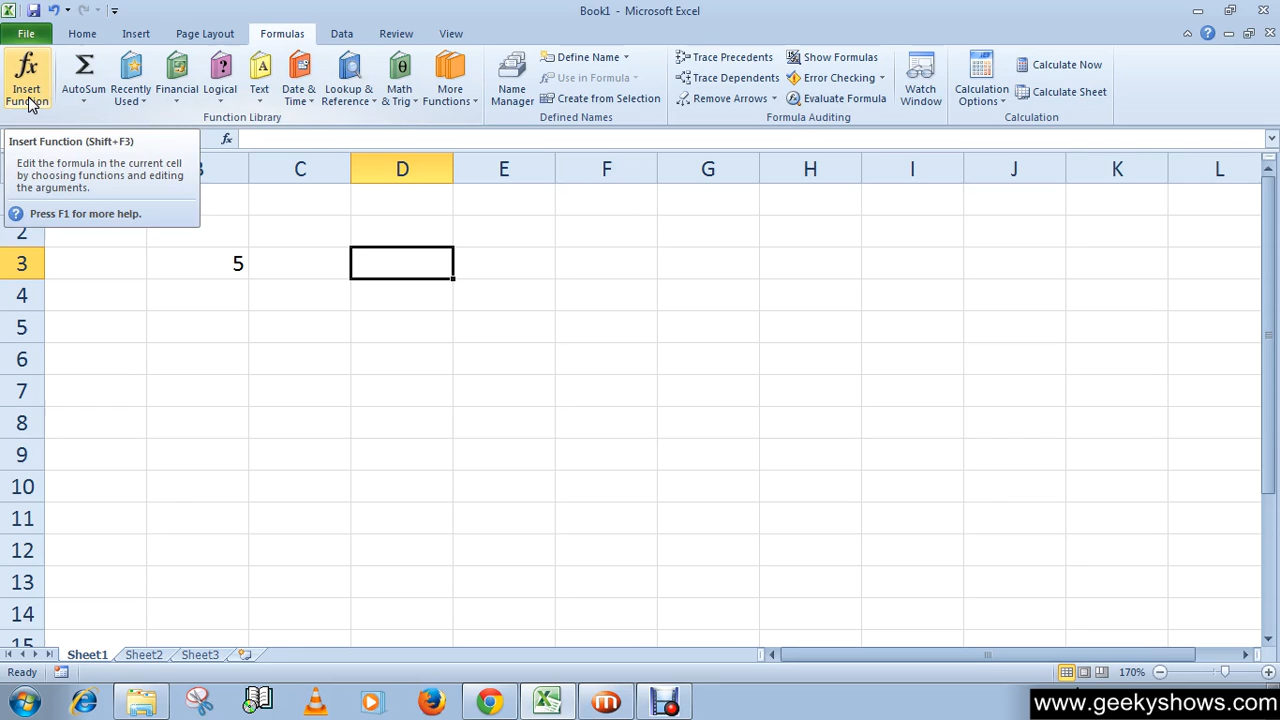 Book1 - Microsoft Excel
File Home Insert Page Layout Formulas Data Review View
fx Insert Function
Σ AutoSum
Recently Used
Financial
? Logical
A Text
Date & Time
Lookup & Reference
θ Math & Trig
More Functions
Function Library
Name Manager
Define Name
Use in Formula
Create from Selection
Defined Names
Trace Precedents
Trace Dependents
Remove Arrows
Show Formulas
Error Checking
Evaluate Formula
Formula Auditing
Watch Window
Calculation Options
Calculate Now
Calculate Sheet
Calculation
fx
Insert Function (Shift+F3)
Edit the formula in the current cell
by choosing functions and editing
the arguments.
? Press F1 for more help.
B C D E F G H I J K L
2
3 5
4
5
6
7
8
9
10
11
12
13
14
15
Sheet1 Sheet2 Sheet3
Ready 170%
www.geekyshows.com